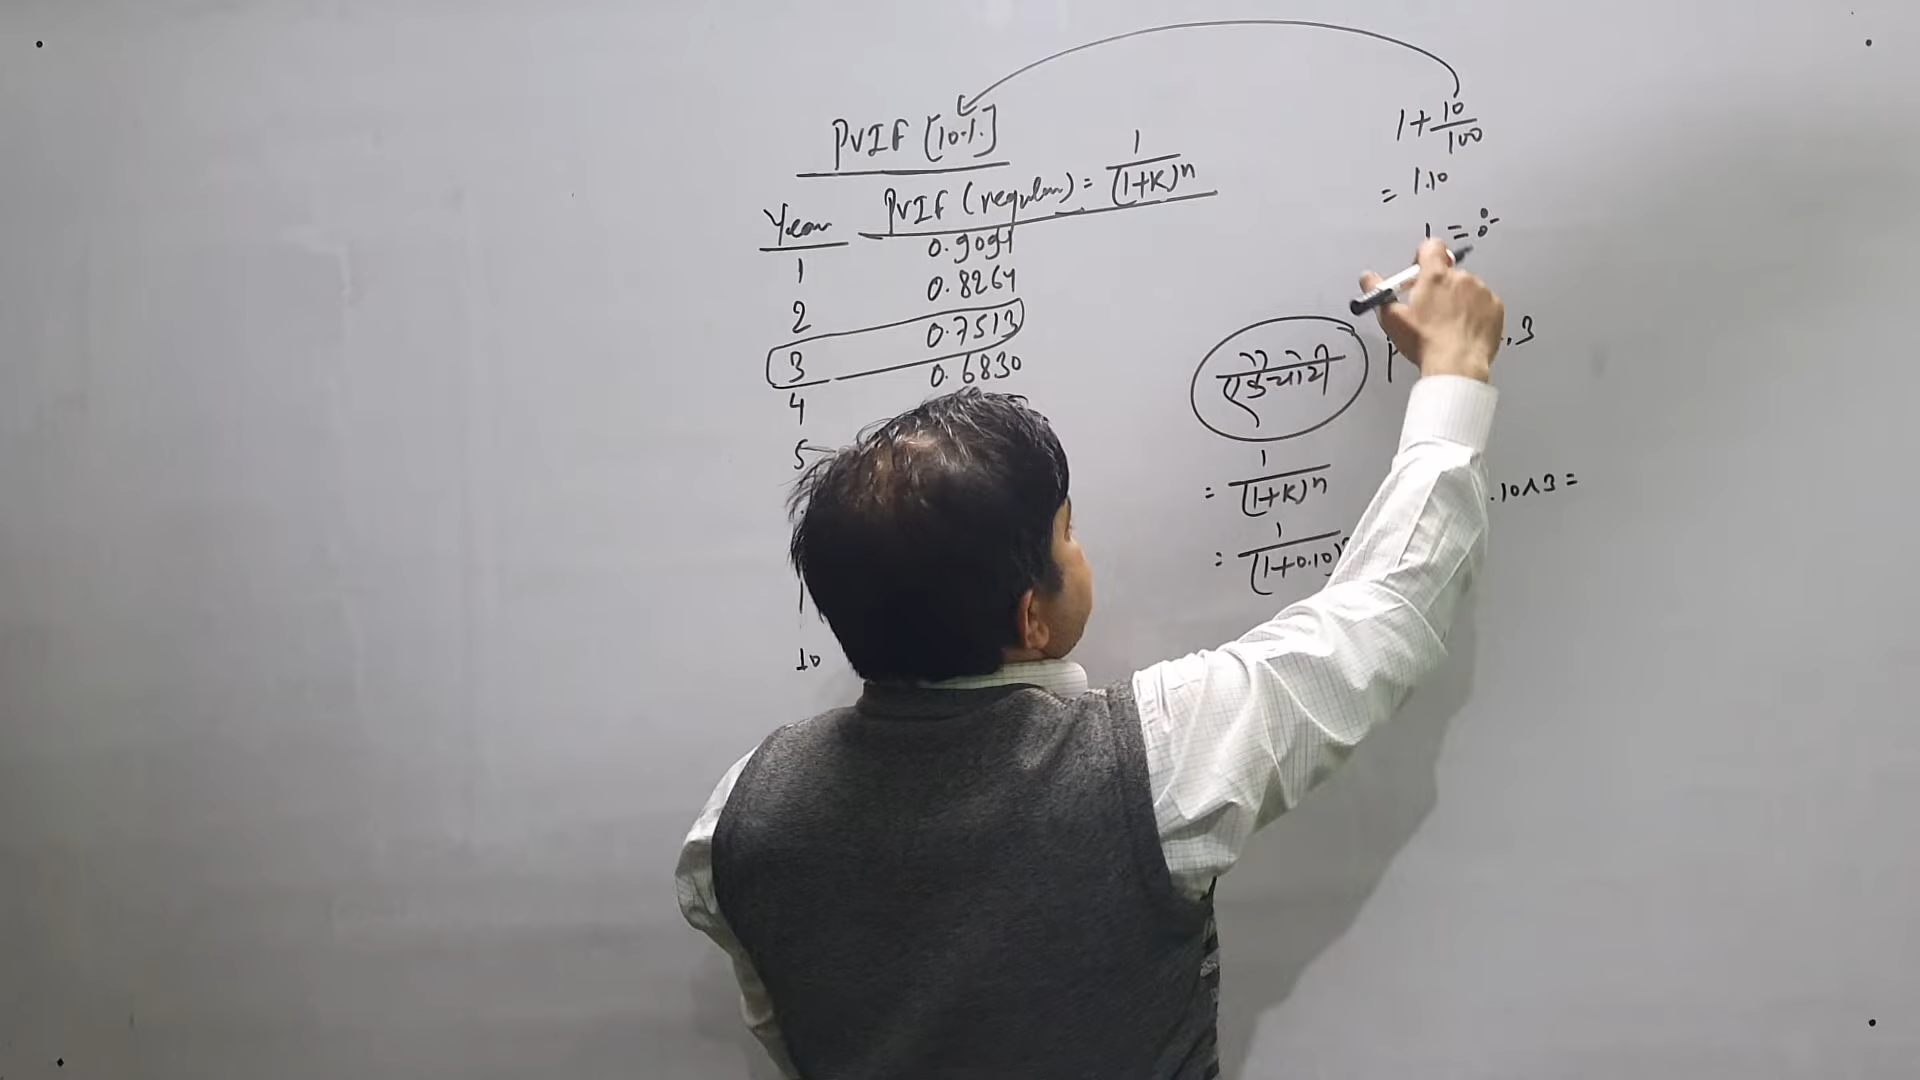 PVIF [10%]
Year PVIF (regular) = 1/(1+K)^n
1 0.9091
2 0.8264
3 0.7513
4 0.6830
5
10
1+10/100
= 1.10
1 = ÷
= 1/(1+K)^n
= 1/(1+0.10)
.10^3 =